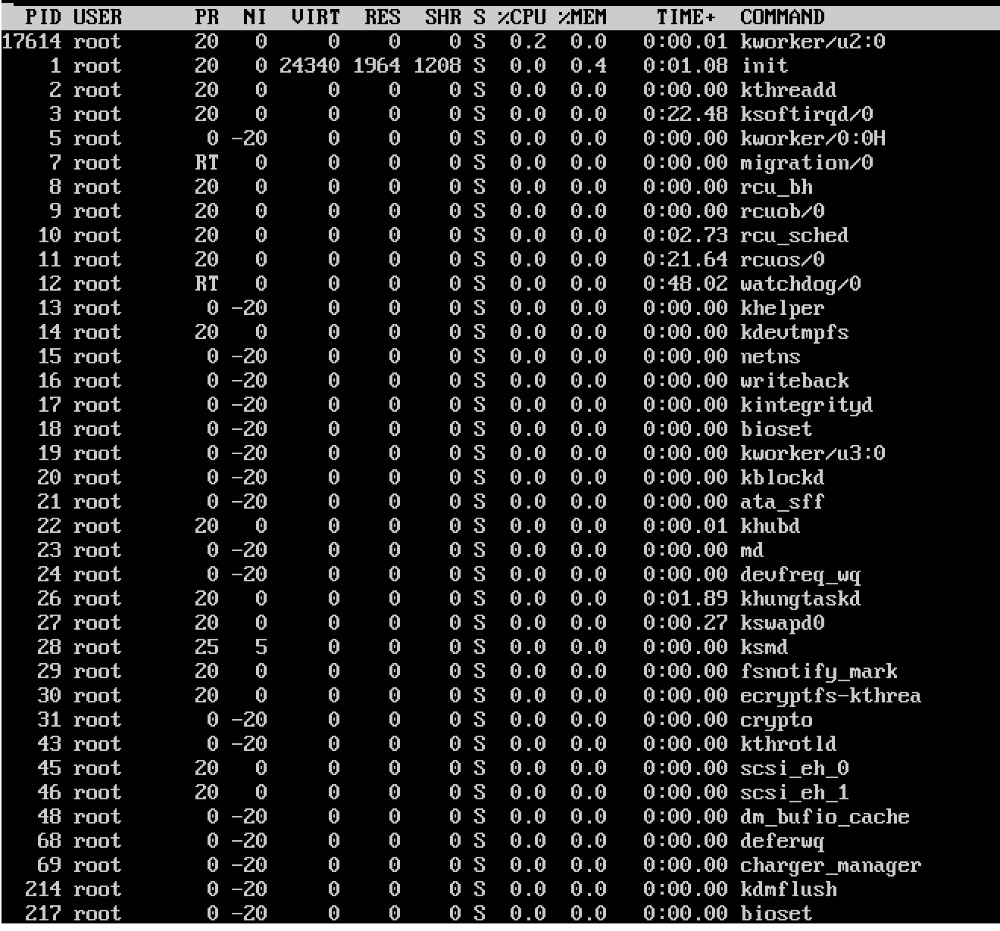 PID USER PR NI VIRT RES SHR S %CPU %MEM TIME+ COMMAND
17614 root 20 0 0 0 0 S 0.2 0.0 0:00.01 kworker/u2:0
1 root 20 0 24340 1964 1208 S 0.0 0.4 0:01.08 init
2 root 20 0 0 0 0 S 0.0 0.0 0:00.00 kthreadd
3 root 20 0 0 0 0 S 0.0 0.0 0:22.48 ksoftirqd/0
5 root 0 -20 0 0 0 S 0.0 0.0 0:00.00 kworker/0:0H
7 root RT 0 0 0 0 S 0.0 0.0 0:00.00 migration/0
8 root 20 0 0 0 0 S 0.0 0.0 0:00.00 rcu_bh
9 root 20 0 0 0 0 S 0.0 0.0 0:00.00 rcuob/0
10 root 20 0 0 0 0 S 0.0 0.0 0:02.73 rcu_sched
11 root 20 0 0 0 0 S 0.0 0.0 0:21.64 rcuos/0
12 root RT 0 0 0 0 S 0.0 0.0 0:48.02 watchdog/0
13 root 0 -20 0 0 0 S 0.0 0.0 0:00.00 khelper
14 root 20 0 0 0 0 S 0.0 0.0 0:00.00 kdevtmpfs
15 root 0 -20 0 0 0 S 0.0 0.0 0:00.00 netns
16 root 0 -20 0 0 0 S 0.0 0.0 0:00.00 writeback
17 root 0 -20 0 0 0 S 0.0 0.0 0:00.00 kintegrityd
18 root 0 -20 0 0 0 S 0.0 0.0 0:00.00 bioset
19 root 0 -20 0 0 0 S 0.0 0.0 0:00.00 kworker/u3:0
20 root 0 -20 0 0 0 S 0.0 0.0 0:00.00 kblockd
21 root 0 -20 0 0 0 S 0.0 0.0 0:00.00 ata_sff
22 root 20 0 0 0 0 S 0.0 0.0 0:00.01 khubd
23 root 0 -20 0 0 0 S 0.0 0.0 0:00.00 md
24 root 0 -20 0 0 0 S 0.0 0.0 0:00.00 devfreq_wq
26 root 20 0 0 0 0 S 0.0 0.0 0:01.89 khungtaskd
27 root 20 0 0 0 0 S 0.0 0.0 0:00.27 kswapd0
28 root 25 5 0 0 0 S 0.0 0.0 0:00.00 ksmd
29 root 20 0 0 0 0 S 0.0 0.0 0:00.00 fsnotify_mark
30 root 20 0 0 0 0 S 0.0 0.0 0:00.00 ecryptfs-kthrea
31 root 0 -20 0 0 0 S 0.0 0.0 0:00.00 crypto
43 root 0 -20 0 0 0 S 0.0 0.0 0:00.00 kthrotld
45 root 20 0 0 0 0 S 0.0 0.0 0:00.00 scsi_eh_0
46 root 20 0 0 0 0 S 0.0 0.0 0:00.00 scsi_eh_1
48 root 0 -20 0 0 0 S 0.0 0.0 0:00.00 dm_bufio_cache
68 root 0 -20 0 0 0 S 0.0 0.0 0:00.00 deferwq
69 root 0 -20 0 0 0 S 0.0 0.0 0:00.00 charger_manager
214 root 0 -20 0 0 0 S 0.0 0.0 0:00.00 kdmflush
217 root 0 -20 0 0 0 S 0.0 0.0 0:00.00 bioset